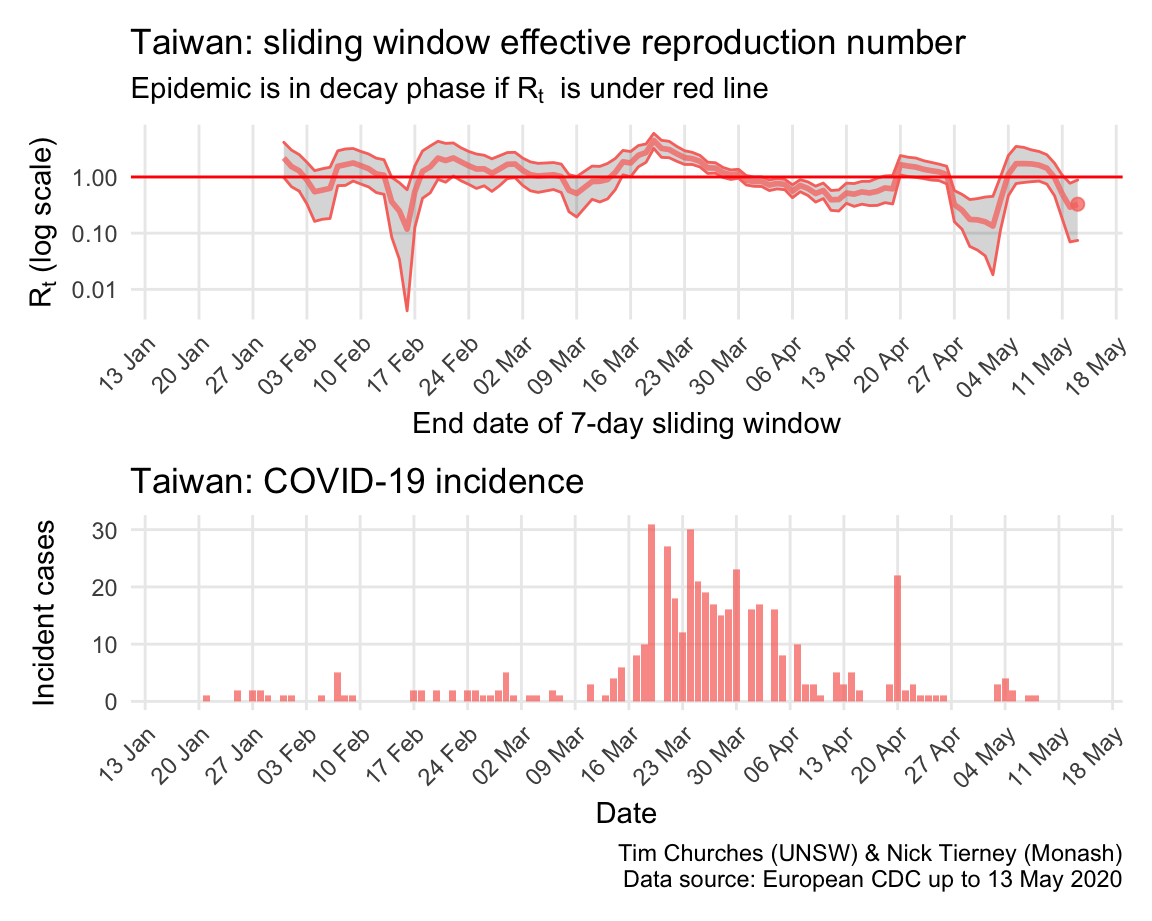 Taiwan: sliding window effective reproduction number
Epidemic is in decay phase if Rt is under red line
Rt (log scale)
1.00
0.10
0.01
13 Jan
20 Jan
27 Jan
03 Feb
10 Feb
17 Feb
24 Feb
02 Mar
09 Mar
16 Mar
23 Mar
30 Mar
06 Apr
13 Apr
20 Apr
27 Apr
04 May
11 May
18 May
End date of 7-day sliding window
Taiwan: COVID-19 incidence
Incident cases
30
20
10
0
13 Jan
20 Jan
27 Jan
03 Feb
10 Feb
17 Feb
24 Feb
02 Mar
09 Mar
16 Mar
23 Mar
30 Mar
06 Apr
13 Apr
20 Apr
27 Apr
04 May
11 May
18 May
Date
Tim Churches (UNSW) & Nick Tierney (Monash)
Data source: European CDC up to 13 May 2020